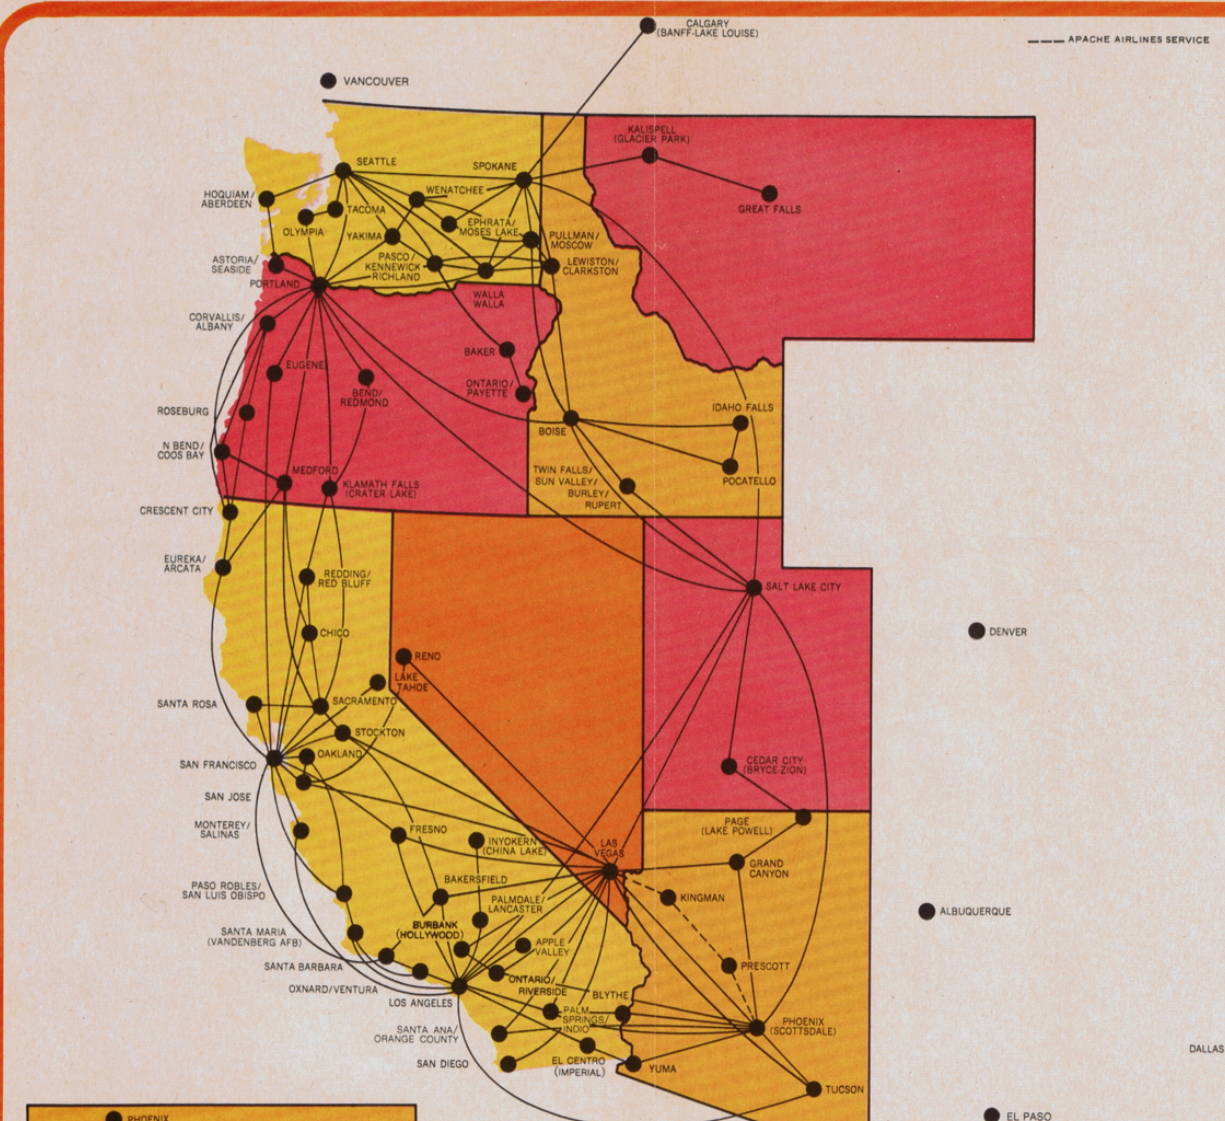 CALGARY
(BANFF-LAKE LOUISE)
APACHE AIRLINES SERVICE
VANCOUVER
KALISPELL
(GLACIER PARK)
SEATTLE
SPOKANE
WENATCHEE
HOQUIAM/
ABERDEEN
TACOMA
GREAT FALLS
OLYMPIA
YAKIMA
EPHRATA/
MOSES LAKE
PULLMAN/
MOSCOW
PASCO/
KENNEWICK
RICHLAND
LEWISTON/
CLARKSTON
ASTORIA/
SEASIDE
PORTLAND
WALLA
WALLA
CORVALLIS/
ALBANY
BAKER
EUGENE
BEND/
REDMOND
ONTARIO/
PAYETTE
ROSEBURG
IDAHO FALLS
BOISE
N BEND/
COOS BAY
MEDFORD
KLAMATH FALLS
(CRATER LAKE)
TWIN FALLS/
SUN VALLEY/
BURLEY/
RUPERT
POCATELLO
CRESCENT CITY
EUREKA/
ARCATA
REDDING/
RED BLUFF
SALT LAKE CITY
CHICO
DENVER
RENO
LAKE
TAHOE
SANTA ROSA
SACRAMENTO
STOCKTON
OAKLAND
SAN FRANCISCO
CEDAR CITY
(BRYCE-ZION)
SAN JOSE
MONTEREY/
SALINAS
FRESNO
PAGE
(LAKE POWELL)
INYOKERN
(CHINA LAKE)
LAS
VEGAS
GRAND
CANYON
PASO ROBLES/
SAN LUIS OBISPO
BAKERSFIELD
PALMDALE/
LANCASTER
KINGMAN
ALBUQUERQUE
BURBANK
(HOLLYWOOD)
SANTA MARIA
(VANDENBERG AFB)
APPLE
VALLEY
SANTA BARBARA
PRESCOTT
ONTARIO/
RIVERSIDE
OXNARD/VENTURA
BLYTHE
LOS ANGELES
PALM
SPRINGS/
INDIO
PHOENIX
(SCOTTSDALE)
SANTA ANA/
ORANGE COUNTY
DALLAS
SAN DIEGO
EL CENTRO
(IMPERIAL)
YUMA
TUCSON
PHOENIX
EL PASO